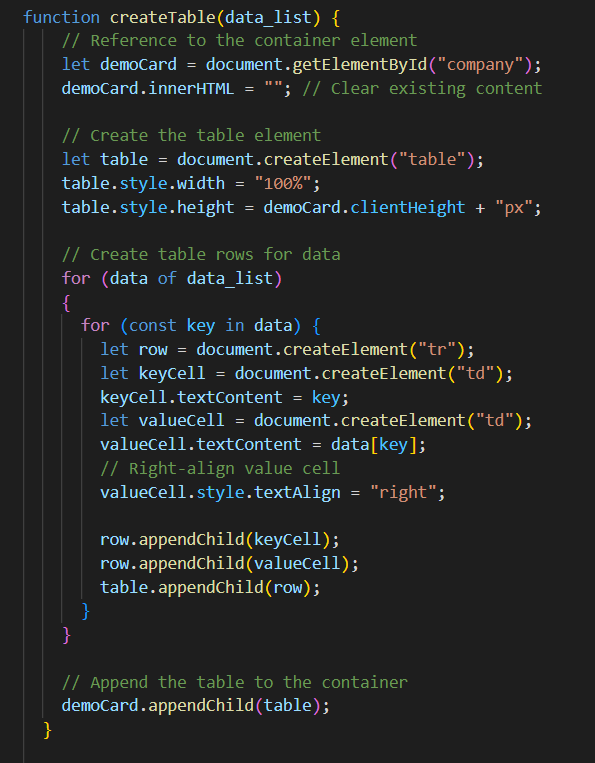 function createTable(data_list) {
// Reference to the container element
let demoCard = document.getElementById("company");
demoCard.innerHTML = ""; // Clear existing content
// Create the table element
let table = document.createElement("table");
table.style.width = "100%";
table.style.height = demoCard.clientHeight + "px";
// Create table rows for data
for (data of data_list)
{
for (const key in data) {
let row = document.createElement("tr");
let keyCell = document.createElement("td");
keyCell.textContent = key;
let valueCell = document.createElement("td");
valueCell.textContent = data[key];
// Right-align value cell
valueCell.style.textAlign = "right";
row.appendChild(keyCell);
row.appendChild(valueCell);
table.appendChild(row);
}
}
// Append the table to the container
demoCard.appendChild(table);
}